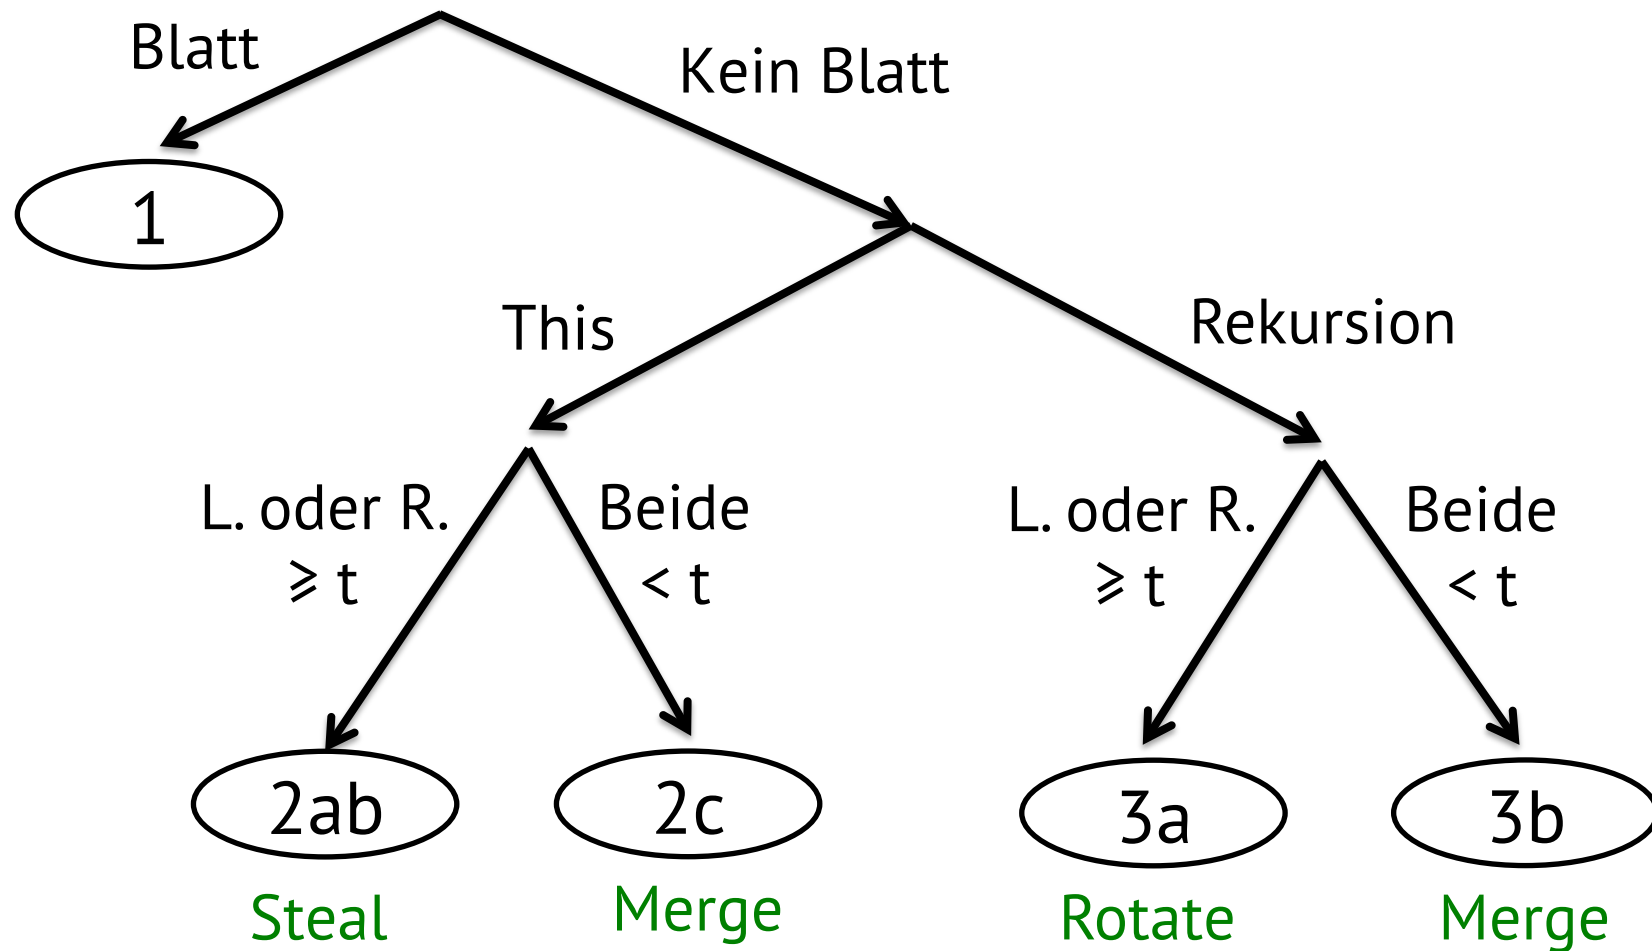 Blatt
Kein Blatt
1
This
Rekursion
L. oder R.
⩾ t
Beide
< t
L. oder R.
⩾ t
Beide
< t
2ab
2c
3a
3b
Steal
Merge
Rotate
Merge